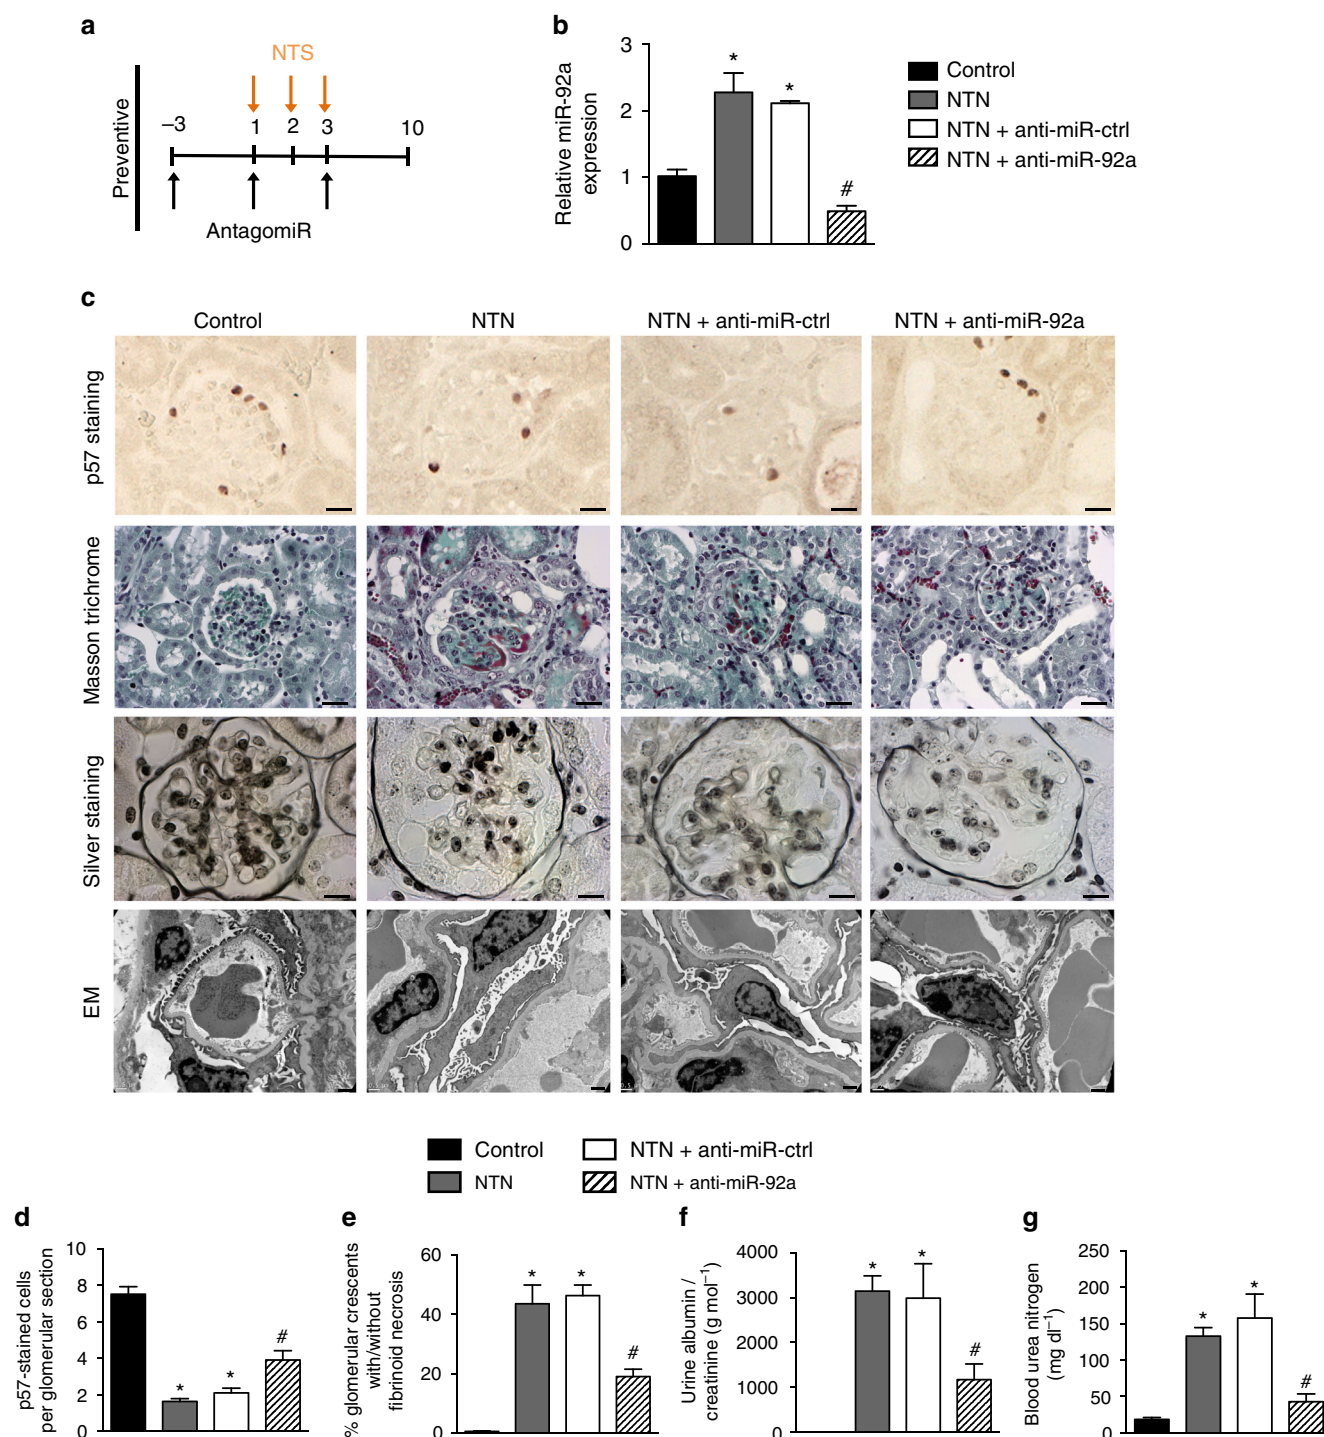 a
Preventive
NTS
–3
1
2
3
10
AntagomiR
b
Relative miR-92a
expression
3
2
1
0
*
*
#
Control
NTN
NTN + anti-miR-ctrl
NTN + anti-miR-92a
c
Control
NTN
NTN + anti-miR-ctrl
NTN + anti-miR-92a
p57 staining
Masson trichrome
Silver staining
EM
Control
NTN + anti-miR-ctrl
NTN
NTN + anti-miR-92a
d
p57-stained cells
per glomerular section
10
8
6
4
2
0
*
*
#
e
% glomerular crescents
with/without
fibrinoid necrosis
60
40
20
0
*
*
#
f
Urine albumin /
creatinine (g mol–1)
4000
3000
2000
1000
0
*
*
#
g
Blood urea nitrogen
(mg dl–1)
250
200
150
100
50
0
*
*
#